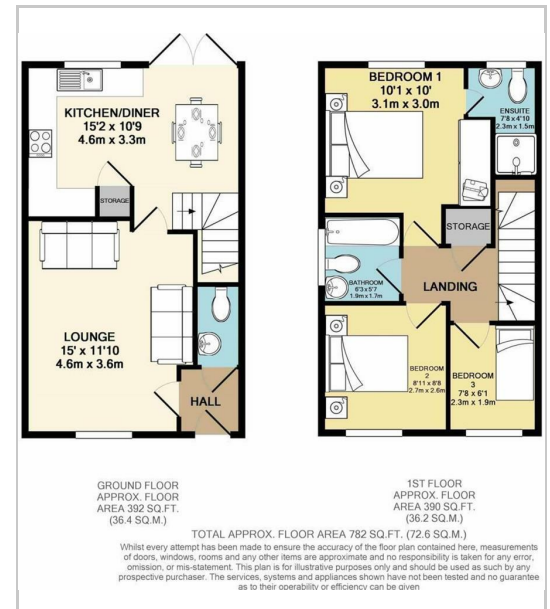 KITCHEN/DINER
15'2 x 10'9
4.6m x 3.3m
STORAGE
LOUNGE
15' x 11'10
4.6m x 3.6m
HALL
BEDROOM 1
10'1 x 10'
3.1m x 3.0m
ENSUITE
7'8 x 4'10
2.3m x 1.5m
STORAGE
BATHROOM
6'3 x 5'7
1.9m x 1.7m
LANDING
BEDROOM
2
8'11 x 8'8
2.7m x 2.6m
BEDROOM
3
7'8 x 6'1
2.3m x 1.9m
GROUND FLOOR
APPROX. FLOOR
AREA 392 SQ.FT.
(36.4 SQ.M.)
1ST FLOOR
APPROX. FLOOR
AREA 390 SQ.FT.
(36.2 SQ.M.)
TOTAL APPROX. FLOOR AREA 782 SQ.FT. (72.6 SQ.M.)
Whilst every attempt has been made to ensure the accuracy of the floor plan contained here, measurements
of doors, windows, rooms and any other items are approximate and no responsibility is taken for any error,
omission, or mis-statement. This plan is for illustrative purposes only and should be used as such by any
prospective purchaser. The services, systems and appliances shown have not been tested and no guarantee
as to their operability or efficiency can be given